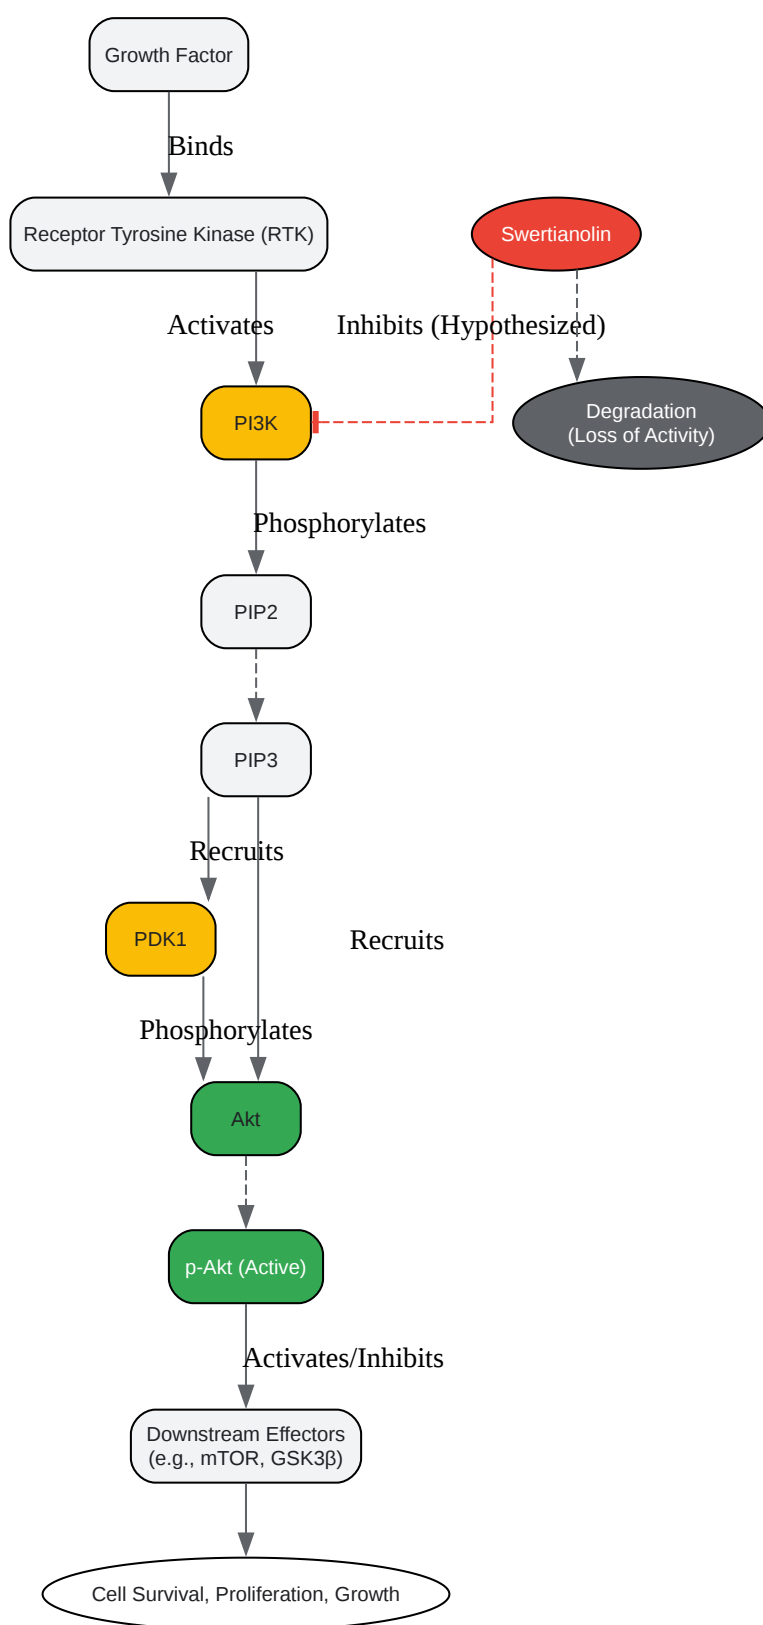 Growth Factor
Binds
Receptor Tyrosine Kinase (RTK)
Swertianolin
Activates
Inhibits (Hypothesized)
PI3K
Degradation
(Loss of Activity)
Phosphorylates
PIP2
PIP3
Recruits
PDK1
Recruits
Phosphorylates
Akt
p-Akt (Active)
Activates/Inhibits
Downstream Effectors
(e.g., mTOR, GSK3β)
Cell Survival, Proliferation, Growth